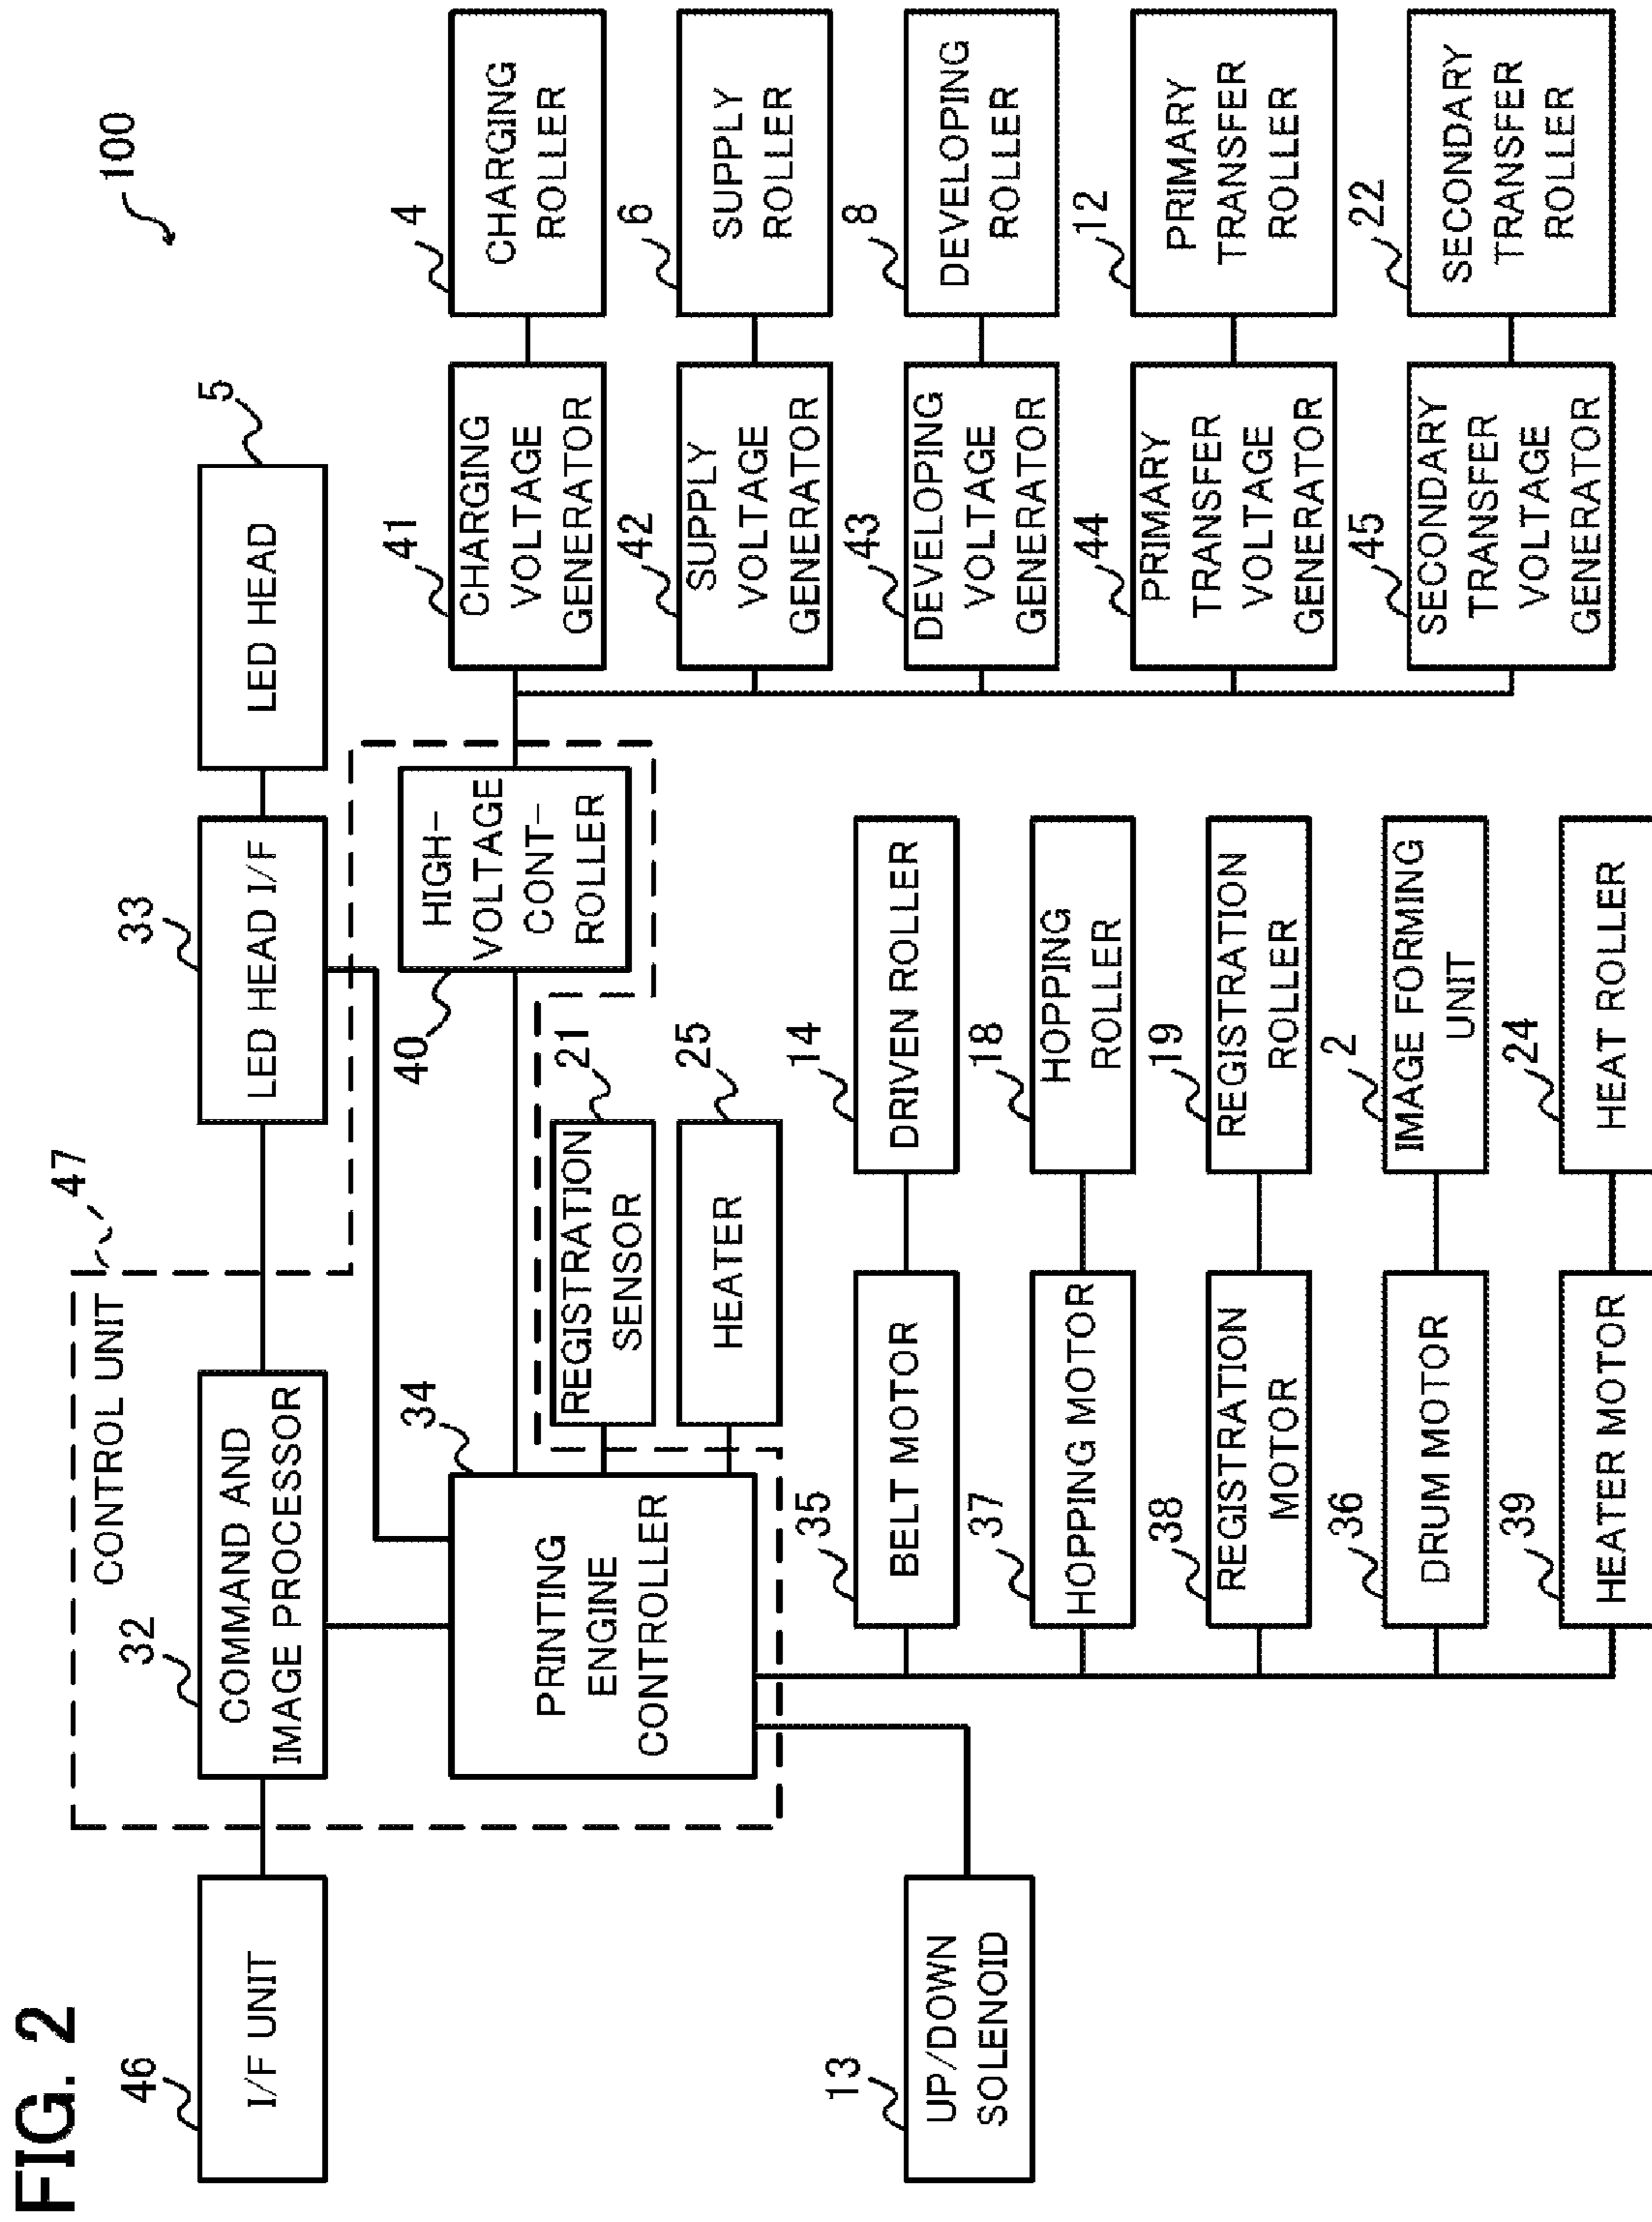 FIG. 2
100
46
I/F UNIT
47
CONTROL UNIT
32
COMMAND AND
IMAGE PROCESSOR
33
LED HEAD I/F
5
LED HEAD
34
PRINTING
ENGINE
CONTROLLER
40
HIGH-
VOLTAGE
CONT-
ROLLER
21
REGISTRATION
SENSOR
25
HEATER
41
CHARGING
VOLTAGE
GENERATOR
4
CHARGING
ROLLER
42
SUPPLY
VOLTAGE
GENERATOR
6
SUPPLY
ROLLER
43
DEVELOPING
VOLTAGE
GENERATOR
8
DEVELOPING
ROLLER
44
PRIMARY
TRANSFER
VOLTAGE
GENERATOR
12
PRIMARY
TRANSFER
ROLLER
45
SECONDARY
TRANSFER
VOLTAGE
GENERATOR
22
SECONDARY
TRANSFER
ROLLER
13
UP/DOWN
SOLENOID
35
BELT MOTOR
14
DRIVEN ROLLER
37
HOPPING MOTOR
18
HOPPING
ROLLER
38
REGISTRATION
MOTOR
19
REGISTRATION
ROLLER
36
DRUM MOTOR
2
IMAGE FORMING
UNIT
39
HEATER MOTOR
24
HEAT ROLLER